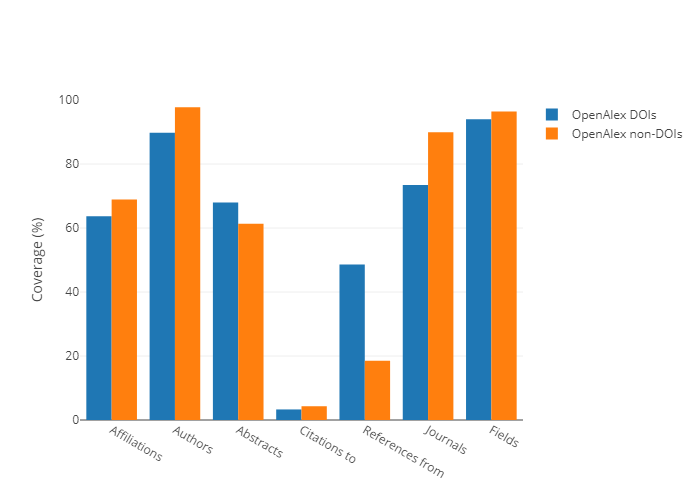 100
80
60
40
20
0
Coverage (%)
Affiliations
Authors
Abstracts
Citations to
References from
Journals
Fields
OpenAlex DOIs
OpenAlex non-DOIs